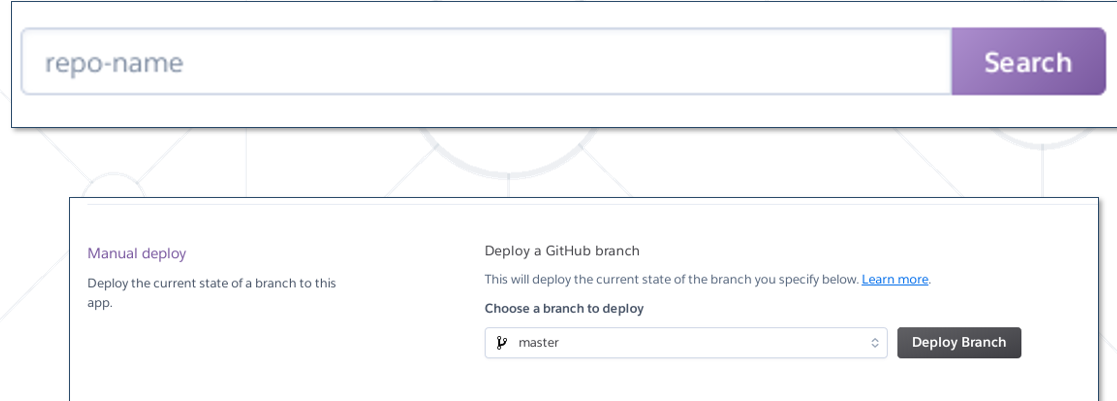 repo-name
Search
Manual deploy
Deploy the current state of a branch to this
app.
Deploy a GitHub branch
This will deploy the current state of the branch you specify below. Learn more.
Choose a branch to deploy
master
Deploy Branch